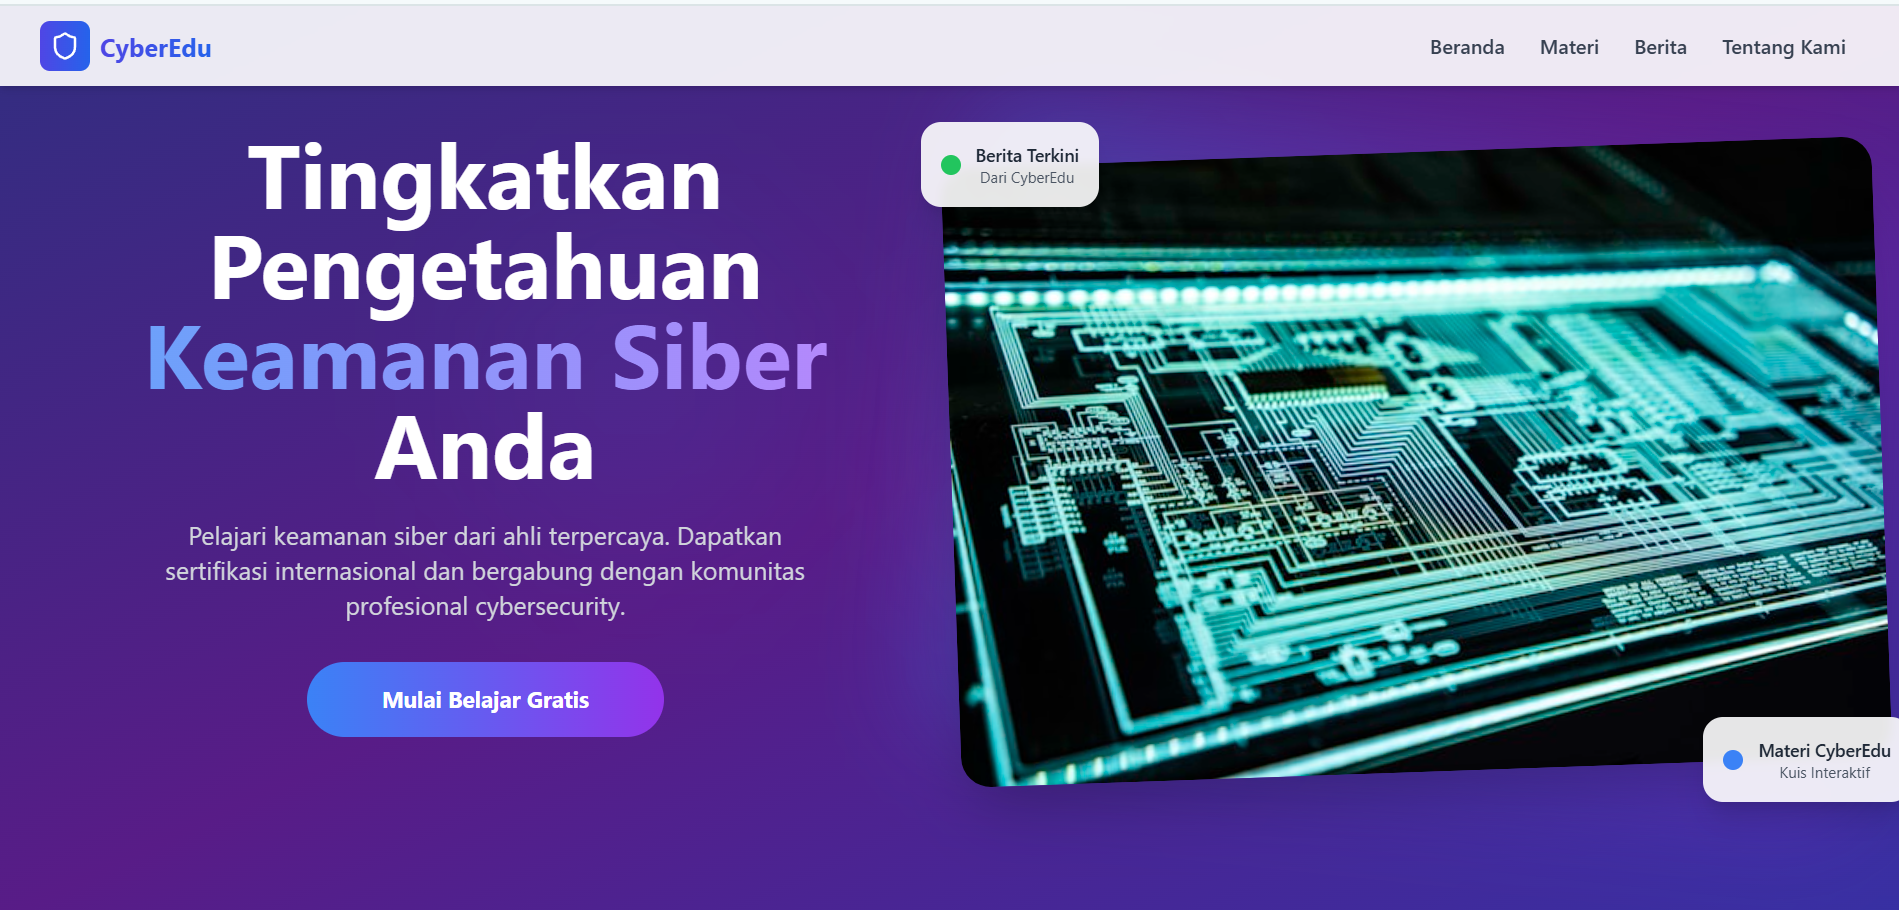 CyberEdu
Beranda
Materi
Berita
Tentang Kami
Tingkatkan
Pengetahuan
Keamanan Siber
Anda
Pelajari keamanan siber dari ahli terpercaya. Dapatkan
sertifikasi internasional dan bergabung dengan komunitas
profesional cybersecurity.
Mulai Belajar Gratis
Berita Terkini
Dari CyberEdu
Materi CyberEdu
Kuis Interaktif